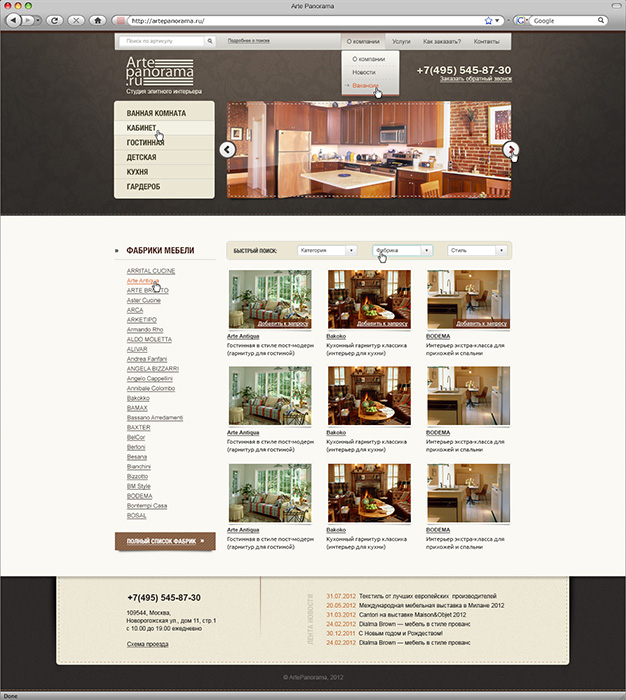 Arte Panorama
http://artepanorama.ru/
Google
Поиск по артикулу
Подробнее о поиске
О компании Услуги Как заказать? Контакты
О компании
Новости
Вакансии
Arte
panorama
.ru
Студия элитного интерьера
+7(495) 545-87-30
Заказать обратный звонок
ВАННАЯ КОМНАТА
КАБИНЕТ
ГОСТИННАЯ
ДЕТСКАЯ
КУХНЯ
ГАРДЕРОБ
» ФАБРИКИ МЕБЕЛИ
ARRITAL CUCINE
Arte Antiqua
ARTE BROTTO
Aster Cucine
ARCA
ARKETIPO
Armando Rho
ALDO MOLETTA
ALIVAR
Andrea Fanfani
ANGELA BIZZARRI
Angelo Cappellini
Annibale Colombo
Bakokko
BAMAX
Bassano Arredamenti
BAXTER
BelCor
Bertoni
Besana
Bianchini
Bizzotto
BM Style
BODEMA
Bontempi Casa
BOSAL
ПОЛНЫЙ СПИСОК ФАБРИК »
БЫСТРЫЙ ПОИСК: Категория Фабрика Стиль
Добавить к запросу Добавить к запросу Добавить к запросу
Arte Antiqua Bakoko BODEMA
Гостинная в стиле пост-модерн Кухонный гарнитур классика Интерьер экстра-класса для
(гарнитур для гостиной) (интерьер для кухни) прихожей и спальни
Arte Antiqua Bakoko BODEMA
Гостинная в стиле пост-модерн Кухонный гарнитур классика Интерьер экстра-класса для
(гарнитур для гостиной) (интерьер для кухни) прихожей и спальни
Arte Antiqua Bakoko BODEMA
Гостинная в стиле пост-модерн Кухонный гарнитур классика Интерьер экстра-класса для
(гарнитур для гостиной) (интерьер для кухни) прихожей и спальни
+7(495) 545-87-30
109544, Москва,
Новорогожская ул., дом 11, стр.1
с 10.00 до 19.00 ежедневно
Схема проезда
ЛЕНТА НОВОСТЕЙ
31.07.2012 Текстиль от лучших европейских производителей
20.05.2012 Международная мебельная выставка в Милане 2012
31.03.2012 Cantori на выставке Maison&Objet 2012
24.02.2012 Dialma Brown — мебель в стиле прованс
30.12.2011 С Новым годом и Рождеством!
24.02.2012 Dialma Brown — мебель в стиле прованс
© ArtePanorama, 2012
Done